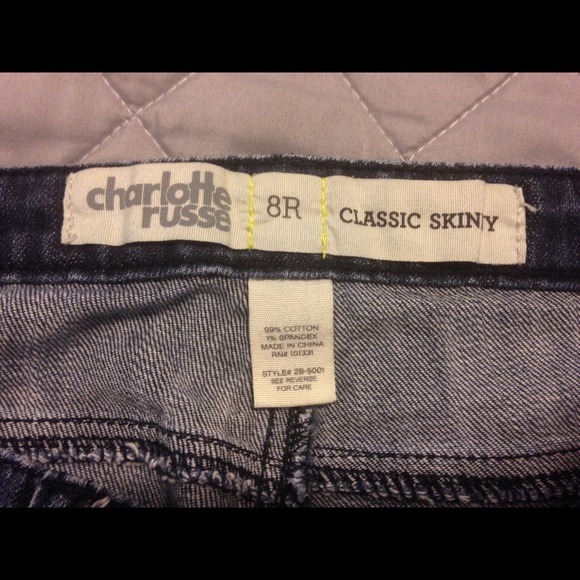 charlotte
russe
8R
CLASSIC SKINNY
99% COTTON
1% SPANDEX
MADE IN CHINA
RN# 101331
STYLE# 2B-5001
SEE REVERSE
FOR CARE